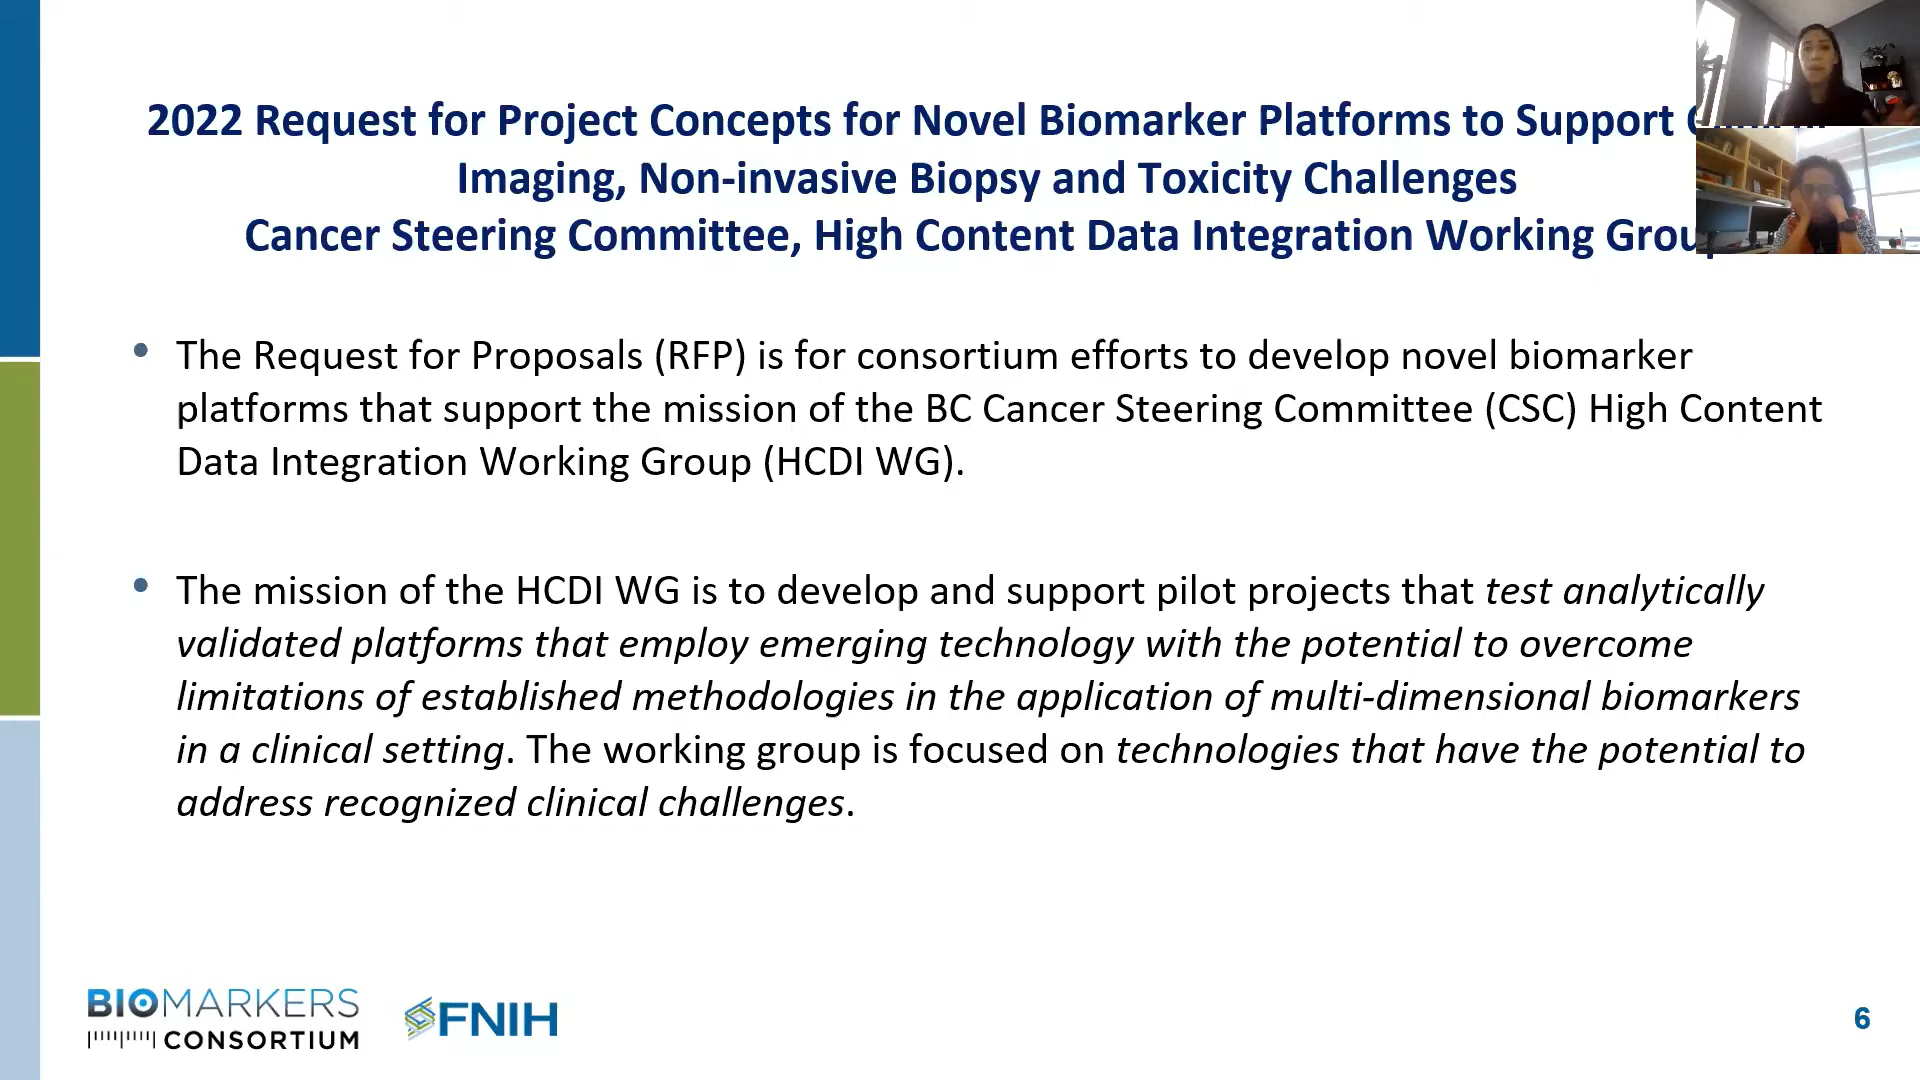 2022 Request for Project Concepts for Novel Biomarker Platforms to Support
Imaging, Non-invasive Biopsy and Toxicity Challenges
Cancer Steering Committee, High Content Data Integration Working Group
• The Request for Proposals (RFP) is for consortium efforts to develop novel biomarker
platforms that support the mission of the BC Cancer Steering Committee (CSC) High Content
Data Integration Working Group (HCDI WG).
• The mission of the HCDI WG is to develop and support pilot projects that test analytically
validated platforms that employ emerging technology with the potential to overcome
limitations of established methodologies in the application of multi-dimensional biomarkers
in a clinical setting. The working group is focused on technologies that have the potential to
address recognized clinical challenges.
BIOMARKERS
CONSORTIUM
FNIH
6